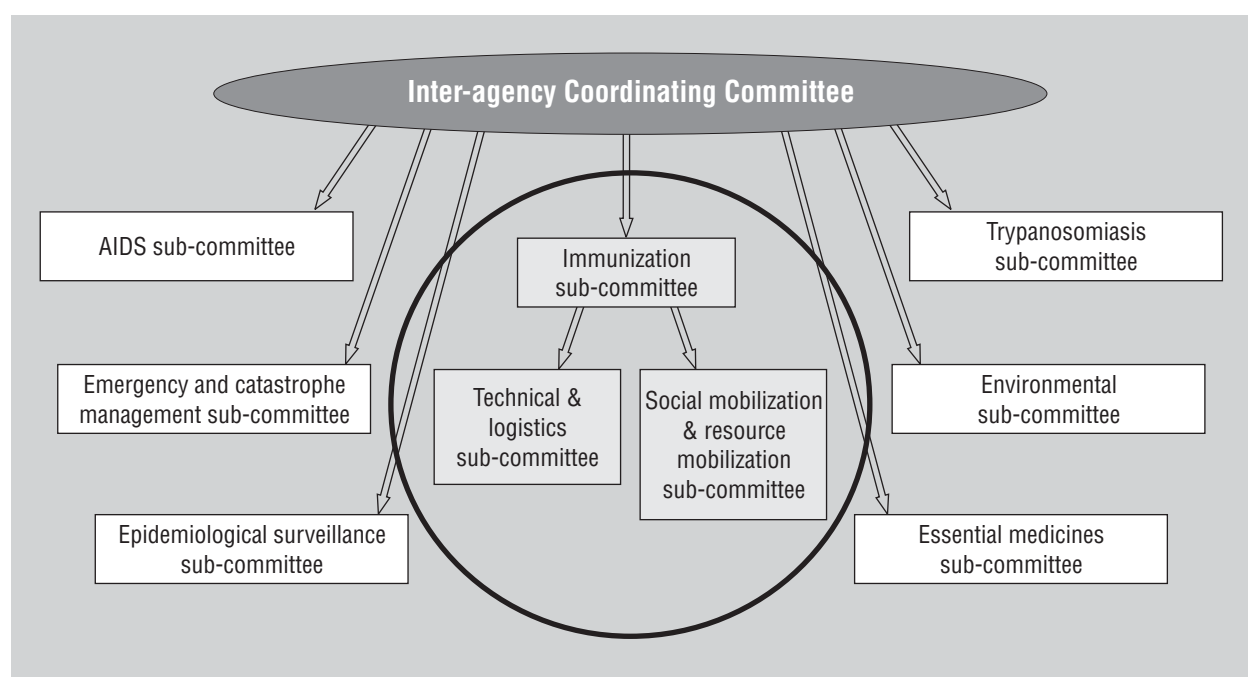 Inter-agency Coordinating Committee
AIDS sub-committee
Immunization
sub-committee
Trypanosomiasis
sub-committee
Emergency and catastrophe
management sub-committee
Technical &
logistics
sub-committee
Social mobilization
& resource
mobilization
sub-committee
Environmental
sub-committee
Epidemiological surveillance
sub-committee
Essential medicines
sub-committee